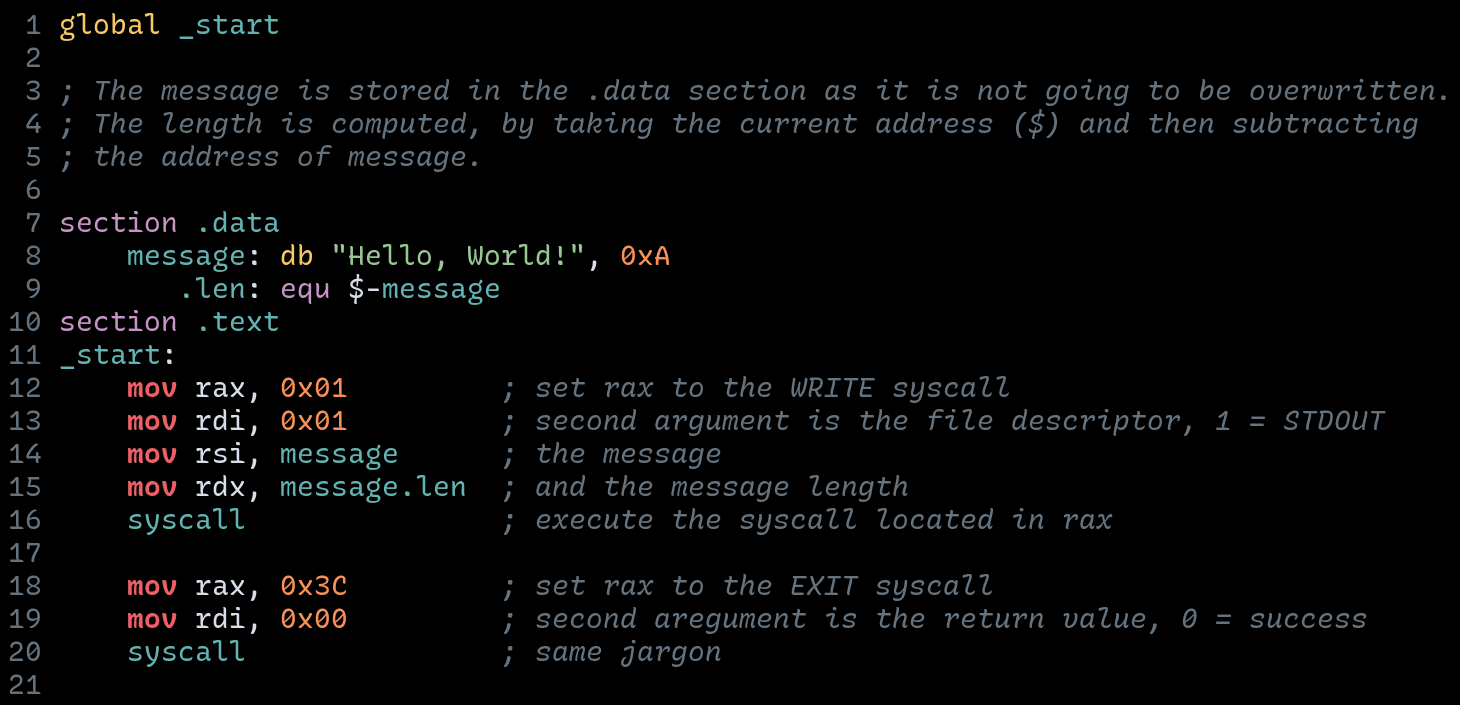 1 global _start
2
3 ; The message is stored in the .data section as it is not going to be overwritten.
4 ; The length is computed, by taking the current address ($) and then subtracting
5 ; the address of message.
6
7 section .data
8     message: db "Hello, World!", 0xA
9        .len: equ $-message
10 section .text
11 _start:
12     mov rax, 0x01         ; set rax to the WRITE syscall
13     mov rdi, 0x01         ; second argument is the file descriptor, 1 = STDOUT
14     mov rsi, message      ; the message
15     mov rdx, message.len  ; and the message length
16     syscall               ; execute the syscall located in rax
17
18     mov rax, 0x3C         ; set rax to the EXIT syscall
19     mov rdi, 0x00         ; second aregument is the return value, 0 = success
20     syscall               ; same jargon
21